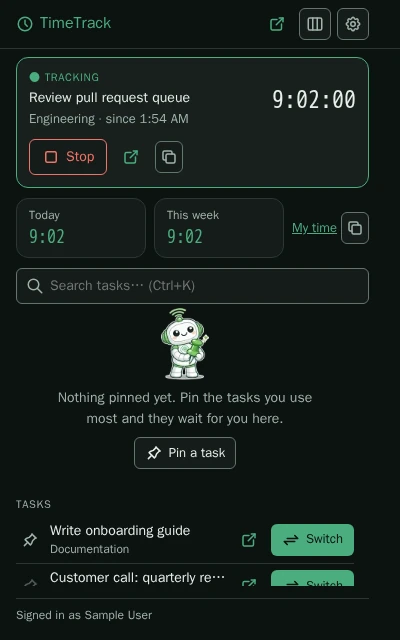 TimeTrack
TRACKING
Review pull request queue
9:02:00
Engineering · since 1:54 AM
Stop
Today
9:02
This week
9:02
My time
Search tasks··· (Ctrl+K)
Nothing pinned yet. Pin the tasks you use
most and they wait for you here.
Pin a task
TASKS
Write onboarding guide
Documentation
Switch
Customer call: quarterly re···
Switch
Signed in as Sample User